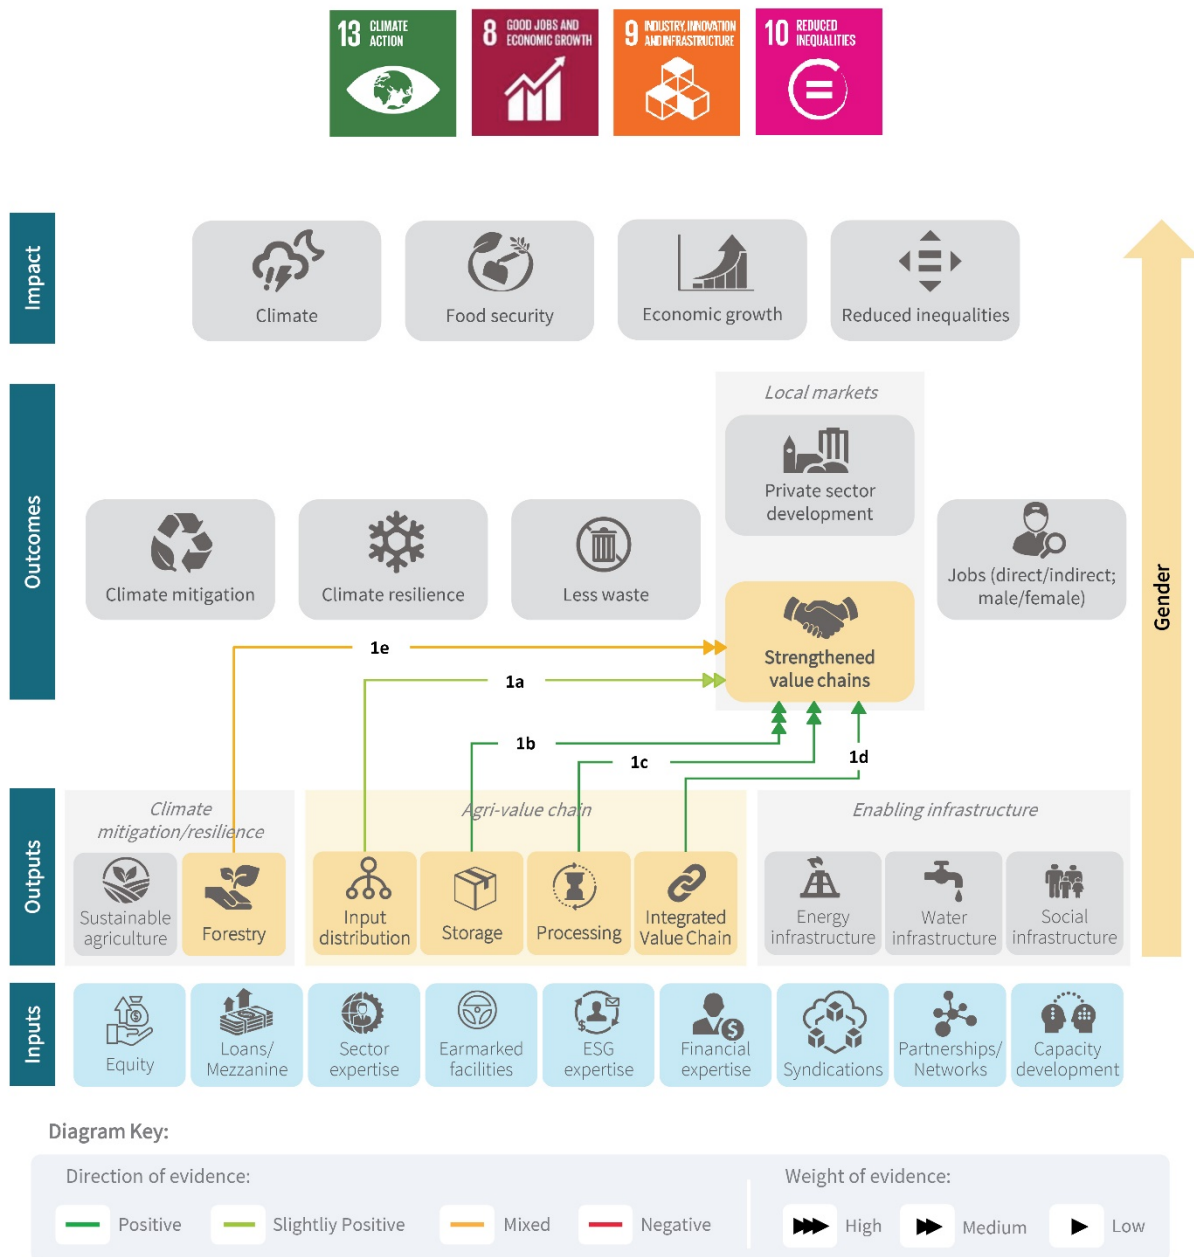 13 CLIMATE
ACTION
8 GOOD JOBS AND
ECONOMIC GROWTH
9 INDUSTRY, INNOVATION
AND INFRASTRUCTURE
10 REDUCED
INEQUALITIES
Impact
Climate
Food security
Economic growth
Reduced inequalities
Outcomes
Local markets
Private sector
development
Climate mitigation
Climate resilience
Less waste
Jobs (direct/indirect;
male/female)
Strengthened
value chains
Gender
1e
1a
1b
1c
1d
Outputs
Climate
mitigation/resilience
Agri-value chain
Enabling infrastructure
Sustainable
agriculture
Forestry
Input
distribution
Storage
Processing
Integrated
Value Chain
Energy
infrastructure
Water
infrastructure
Social
infrastructure
Inputs
Equity
Loans/
Mezzanine
Sector
expertise
Earmarked
facilities
ESG
expertise
Financial
expertise
Syndications
Partnerships/
Networks
Capacity
development
Diagram Key:
Direction of evidence:
Positive
Slightliy Positive
Mixed
Negative
Weight of evidence:
High
Medium
Low